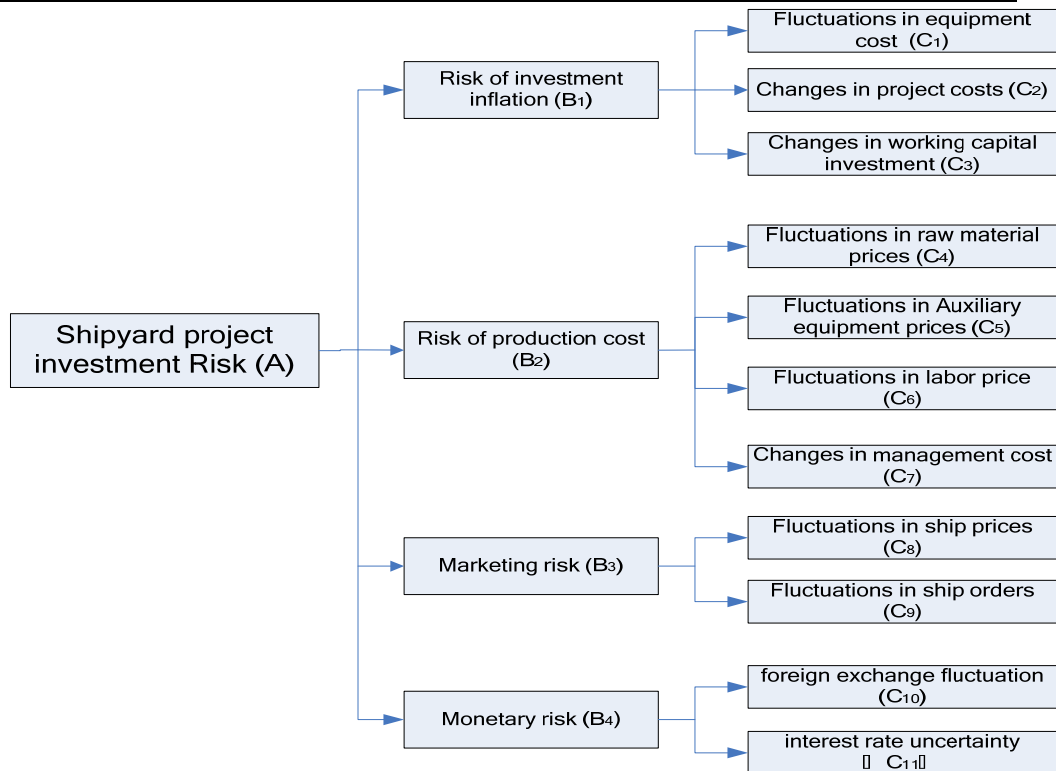 Shipyard project
investment Risk (A)
Risk of investment
inflation (B₁)
Fluctuations in equipment
cost (C₁)
Changes in project costs (C₂)
Changes in working capital
investment (C₃)
Risk of production cost
(B₂)
Fluctuations in raw material
prices (C₄)
Fluctuations in Auxiliary
equipment prices (C₅)
Fluctuations in labor price
(C₆)
Changes in management cost
(C₇)
Marketing risk (B₃)
Fluctuations in ship prices
(C₈)
Fluctuations in ship orders
(C₉)
Monetary risk (B₄)
foreign exchange fluctuation
(C₁₀)
interest rate uncertainty
▯ C₁₁▯